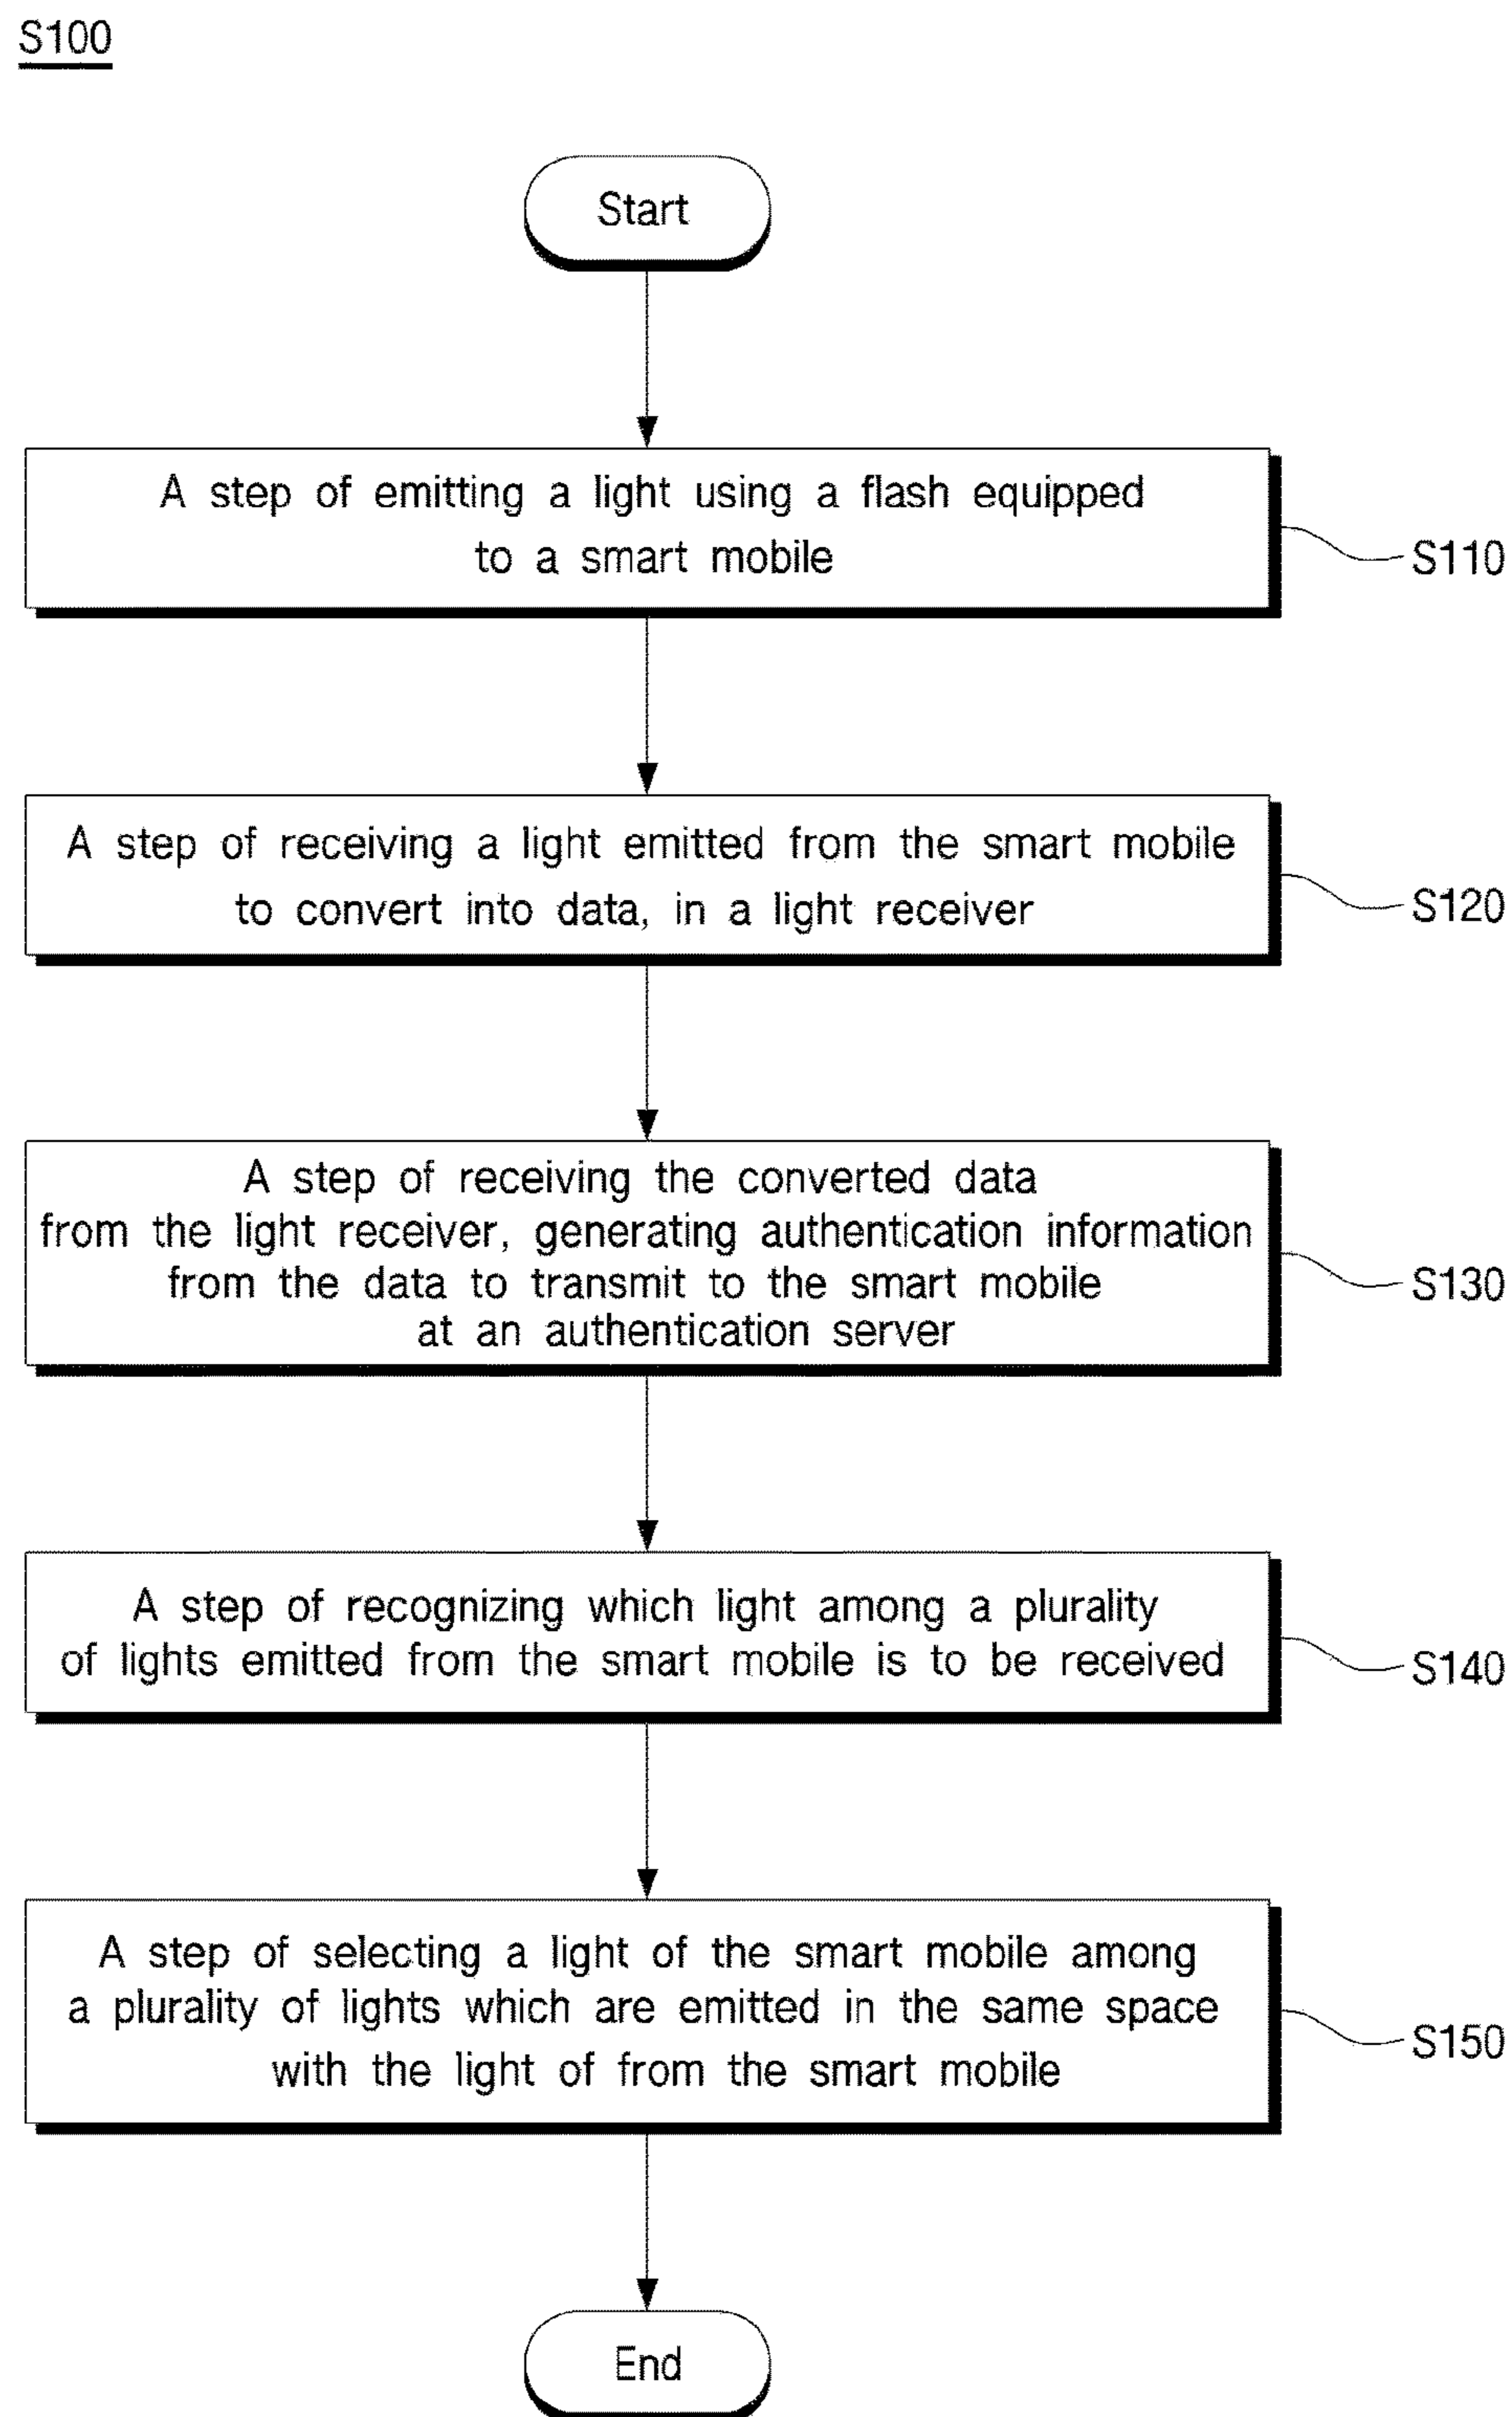 S100
Start
A step of emitting a light using a flash equipped
to a smart mobile
S110
A step of receiving a light emitted from the smart mobile
to convert into data, in a light receiver
S120
A step of receiving the converted data
from the light receiver, generating authentication information
from the data to transmit to the smart mobile
at an authentication server
S130
A step of recognizing which light among a plurality
of lights emitted from the smart mobile is to be received
S140
A step of selecting a light of the smart mobile among
a plurality of lights which are emitted in the same space
with the light of from the smart mobile
S150
End